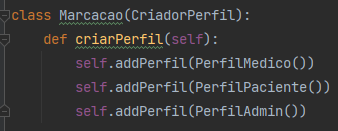 class Marcacao(CriadorPerfil):
    def criarPerfil(self):
        self.addPerfil(PerfilMedico())
        self.addPerfil(PerfilPaciente())
        self.addPerfil(PerfilAdmin())